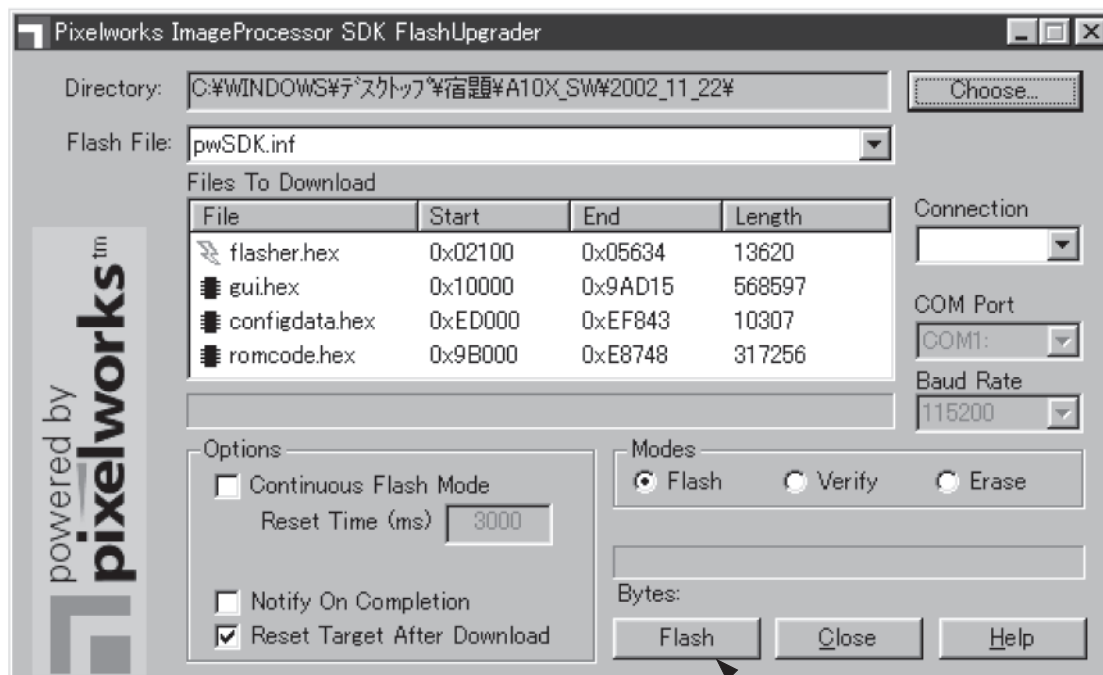 Pixelworks ImageProcessor SDK FlashUpgrader
Directory: C:¥WINDOWS¥デスクトップ¥宿題¥A10X_SW¥2002_11_22¥ Choose...
Flash File: pwSDK.inf
Files To Download
File Start End Length
flasher.hex 0x02100 0x05634 13620
gui.hex 0x10000 0x9AD15 568597
configdata.hex 0xED000 0xEF843 10307
romcode.hex 0x9B000 0xE8748 317256
Connection
COM Port
COM1:
Baud Rate
115200
powered by
pixelworks tm
Options
Continuous Flash Mode
Reset Time (ms) 3000
Notify On Completion
Reset Target After Download
Modes
Flash Verify Erase
Bytes:
Flash Close Help